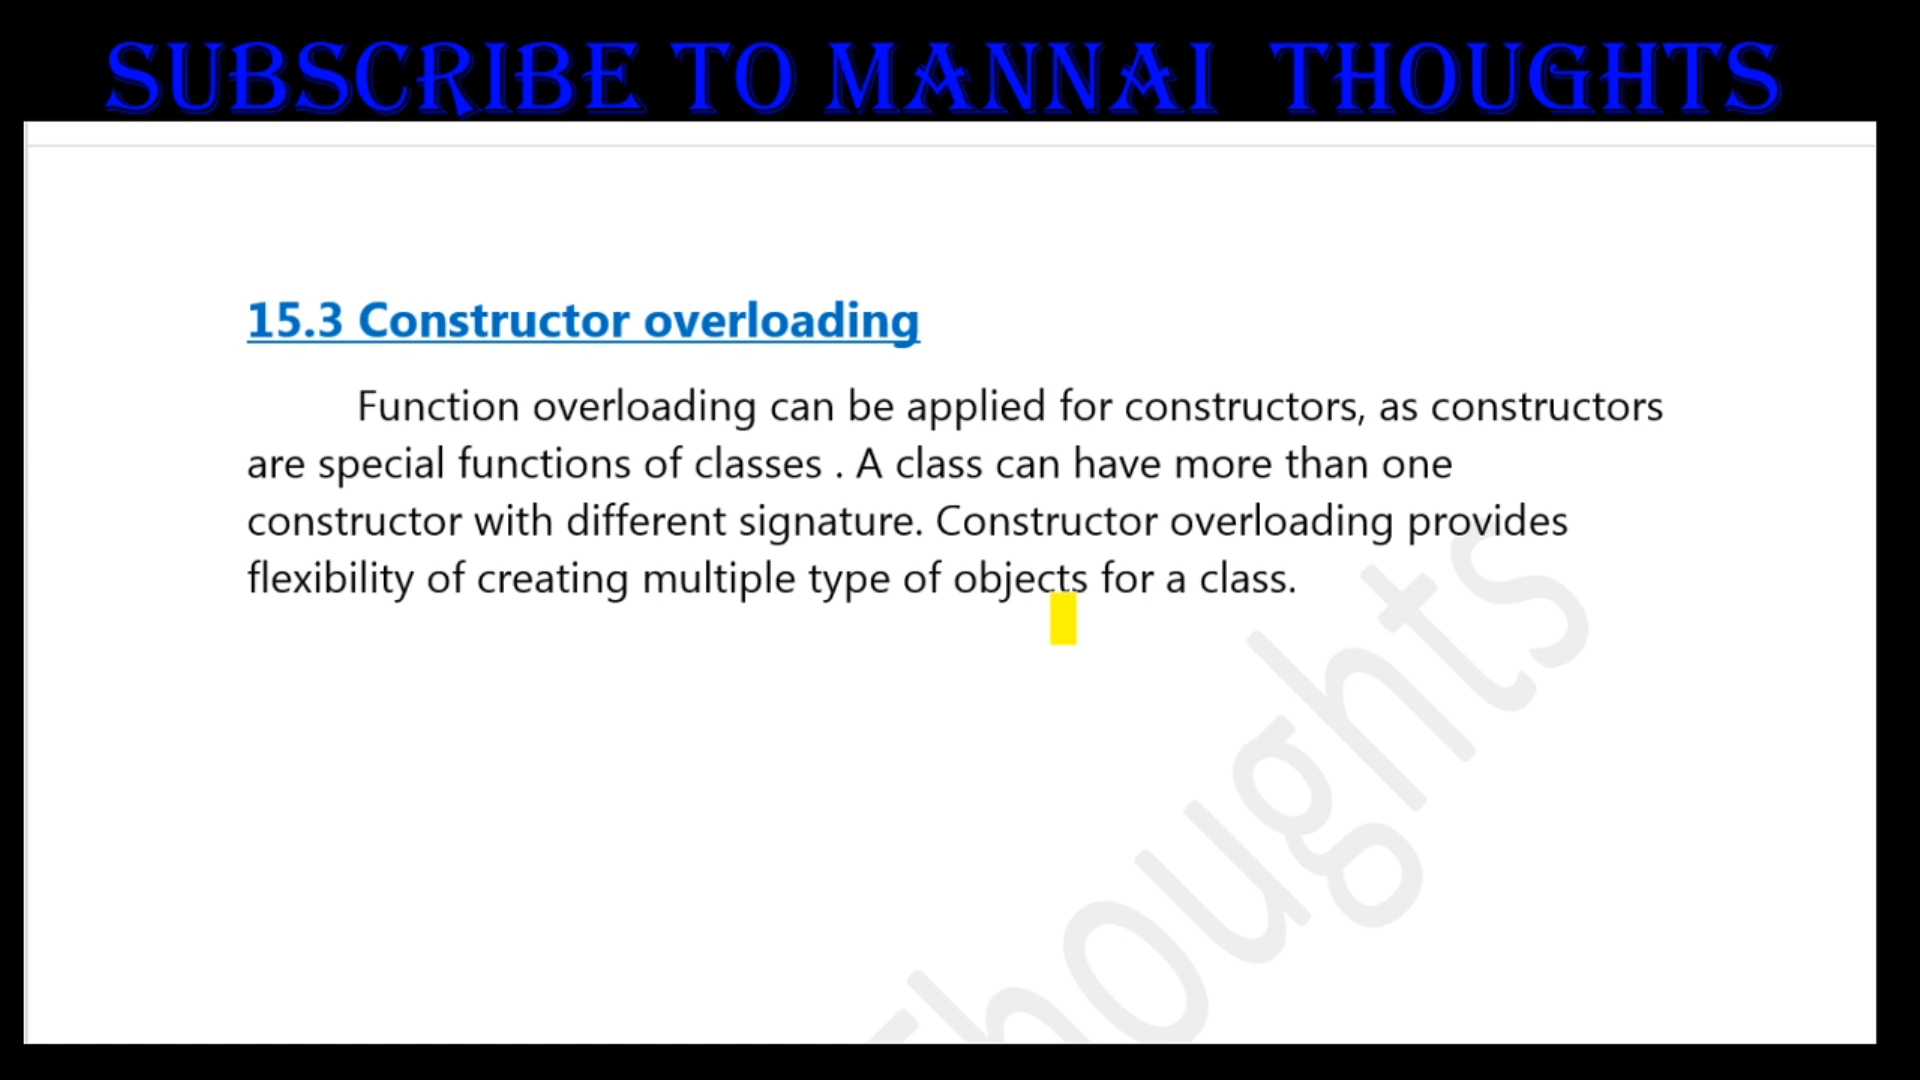 SUBSCRIBE TO MANNAI THOUGHTS
15.3 Constructor overloading
Function overloading can be applied for constructors, as constructors
are special functions of classes . A class can have more than one
constructor with different signature. Constructor overloading provides
flexibility of creating multiple type of objects for a class.
Thoughts